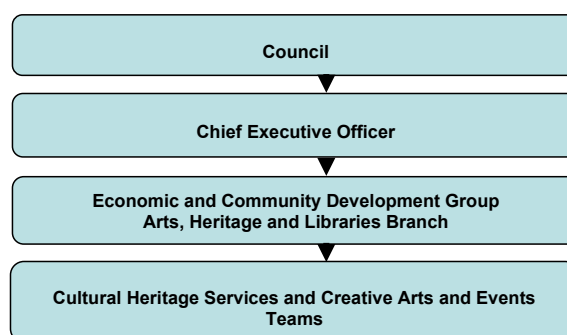 Council
Chief Executive Officer
Economic and Community Development Group
Arts, Heritage and Libraries Branch
Cultural Heritage Services and Creative Arts and Events
Teams